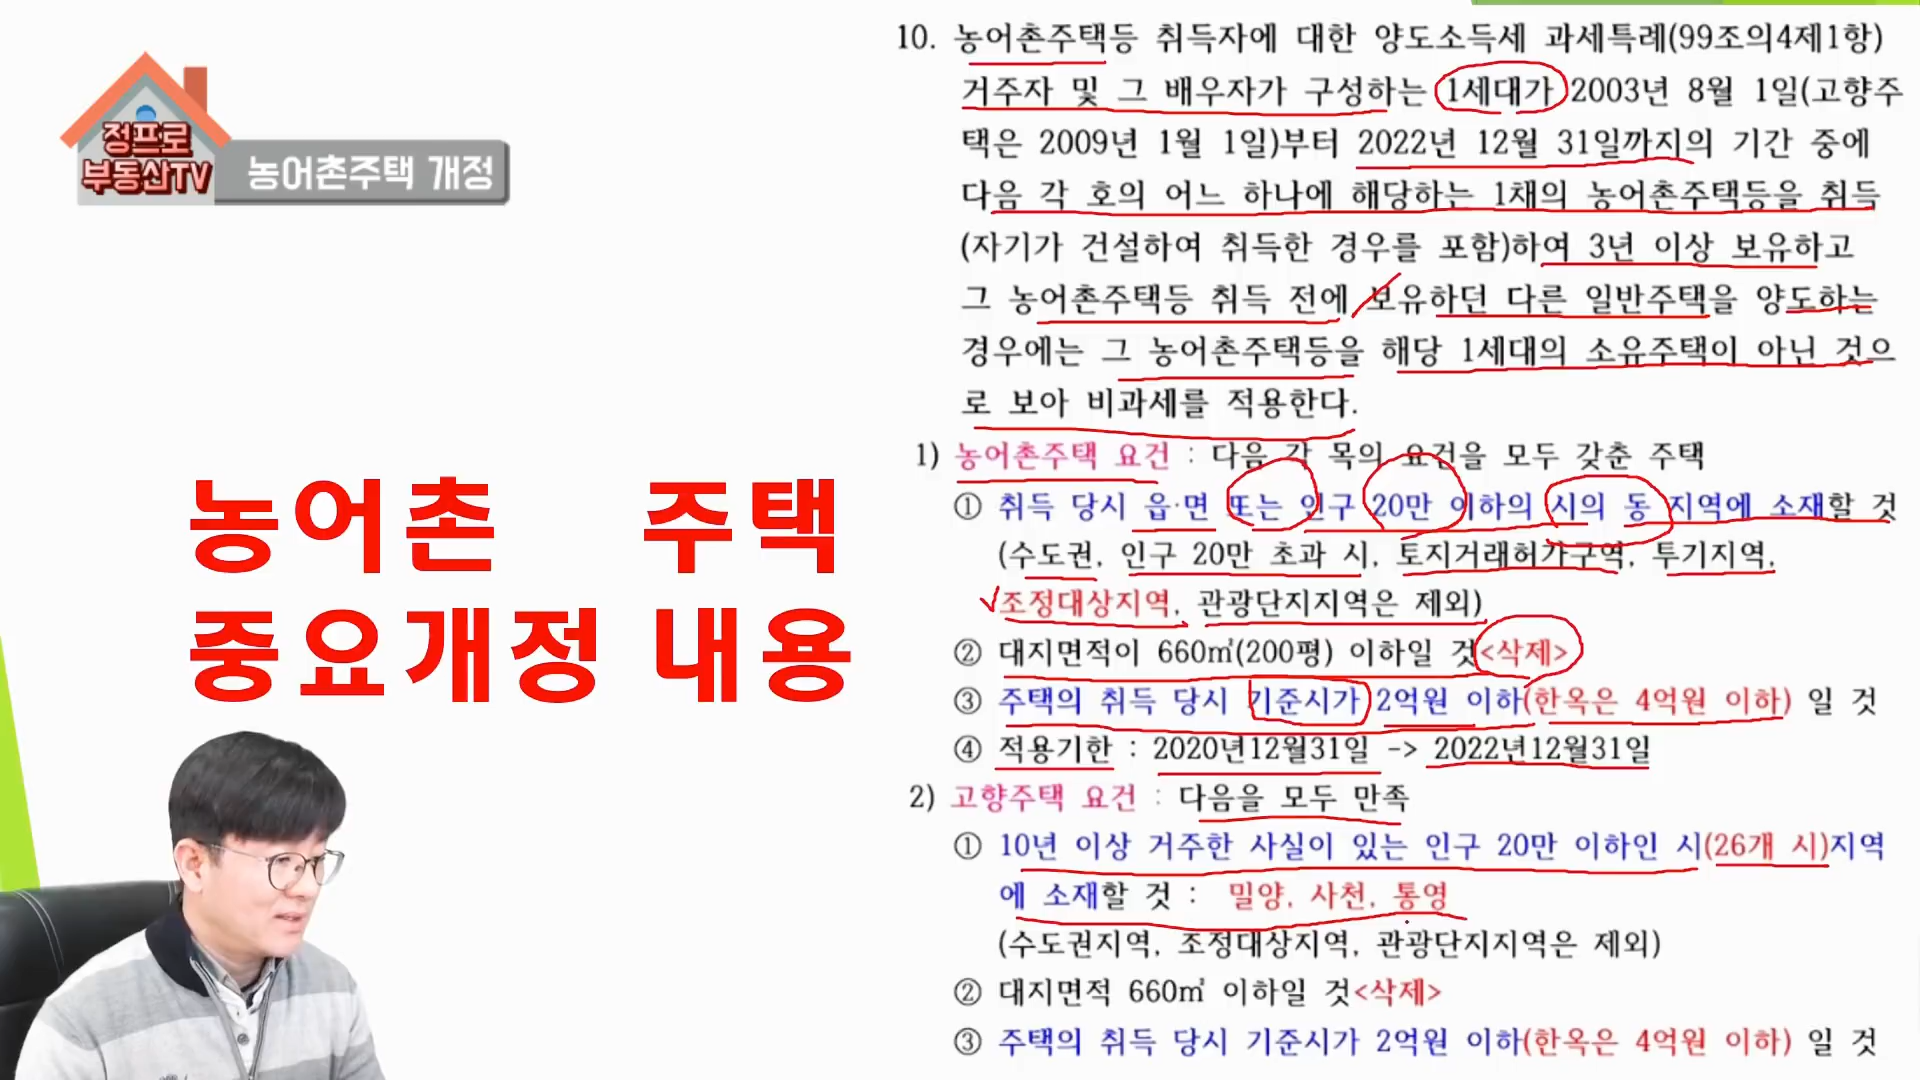 정프로
부동산TV
농어촌주택 개정
농어촌 주택
중요개정 내용
10. 농어촌주택등 취득자에 대한 양도소득세 과세특례(99조의4제1항)
거주자 및 그 배우자가 구성하는 1세대가 2003년 8월 1일(고향주
택은 2009년 1월 1일)부터 2022년 12월 31일까지의 기간 중에
다음 각 호의 어느 하나에 해당하는 1채의 농어촌주택등을 취득
(자기가 건설하여 취득한 경우를 포함)하여 3년 이상 보유하고
그 농어촌주택등 취득 전에 보유하던 다른 일반주택을 양도하는
경우에는 그 농어촌주택등을 해당 1세대의 소유주택이 아닌 것으
로 보아 비과세를 적용한다.
1) 농어촌주택 요건 : 다음 각 목의 요건을 모두 갖춘 주택
① 취득 당시 읍·면 또는 인구 20만 이하의 시의 동 지역에 소재할 것
(수도권, 인구 20만 초과 시, 토지거래허가구역, 투기지역,
조정대상지역, 관광단지지역은 제외)
② 대지면적이 660㎡(200평) 이하일 것<삭제>
③ 주택의 취득 당시 기준시가 2억원 이하(한옥은 4억원 이하) 일 것
④ 적용기한 : 2020년12월31일 -> 2022년12월31일
2) 고향주택 요건 : 다음을 모두 만족
① 10년 이상 거주한 사실이 있는 인구 20만 이하인 시(26개 시)지역
에 소재할 것 : 밀양, 사천, 통영
(수도권지역, 조정대상지역, 관광단지지역은 제외)
② 대지면적 660㎡ 이하일 것<삭제>
③ 주택의 취득 당시 기준시가 2억원 이하(한옥은 4억원 이하) 일 것